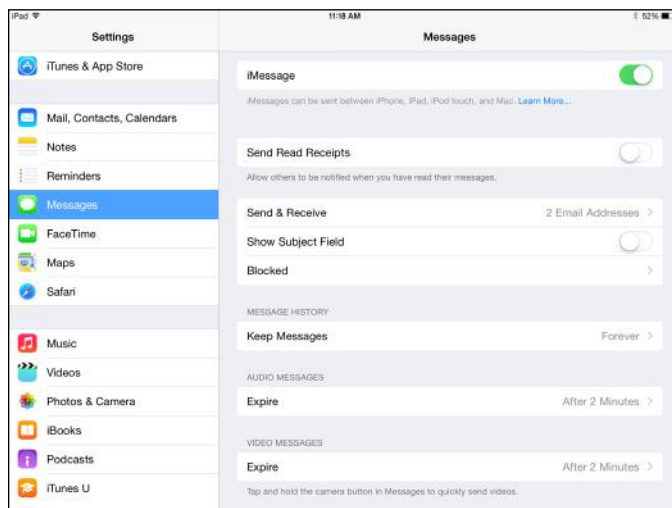 iPad 11:18 AM 52%
Settings
iTunes & App Store
Mail, Contacts, Calendars
Notes
Reminders
Messages
FaceTime
Maps
Safari
Music
Videos
Photos & Camera
iBooks
Podcasts
iTunes U
Messages
iMessage
iMessages can be sent between iPhone, iPad, iPod touch, and Mac. Learn More...
Send Read Receipts
Allow others to be notified when you have read their messages.
Send & Receive 2 Email Addresses
Show Subject Field
Blocked
MESSAGE HISTORY
Keep Messages Forever
AUDIO MESSAGES
Expire After 2 Minutes
VIDEO MESSAGES
Expire After 2 Minutes
Tap and hold the camera button in Messages to quickly send videos.